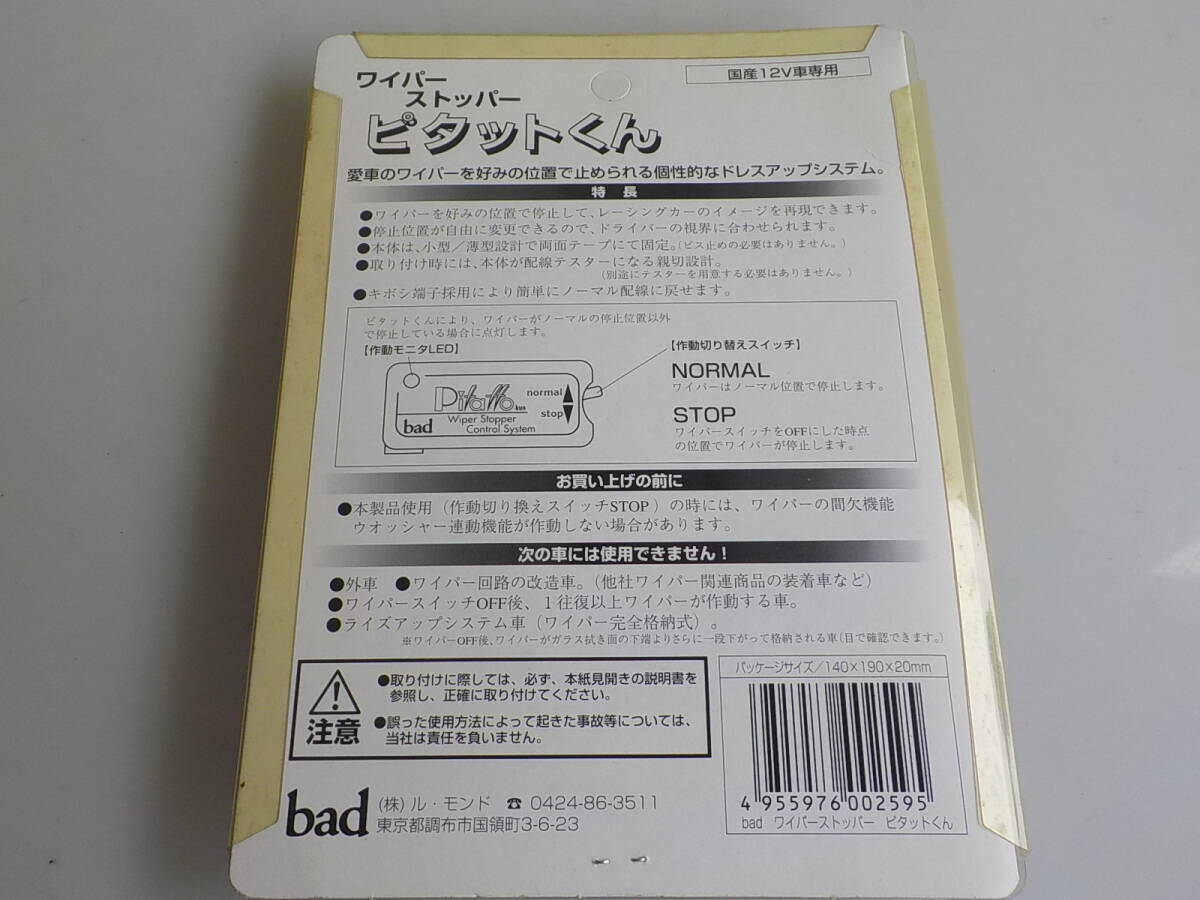 ワイパー
ストッパー
ピタットくん
国産12V車専用
愛車のワイパーを好みの位置で止められる個性的なドレスアップシステム。
特 長
●ワイパーを好みの位置で停止して、レーシングカーのイメージを再現できます。
●停止位置が自由に変更できるので、ドライバーの視界に合わせられます。
●本体は、小型／薄型設計で両面テープにて固定。(ビス止めの必要はありません。)
●取り付け時には、本体が配線テスターになる親切設計。
(別途にテスターを用意する必要はありません。)
●キボシ端子採用により簡単にノーマル配線に戻せます。
ピタットくんにより、ワイパーがノーマルの停止位置以外
で停止している場合に点灯します。
【作動モニタLED】
【作動切り替えスイッチ】
NORMAL
ワイパーはノーマル位置で停止します。
STOP
ワイパースイッチをOFFにした時点
の位置でワイパーが停止します。
Pitatto kun
normal
stop
bad
Wiper Stopper
Control System
お買い上げの前に
●本製品使用（作動切り換えスイッチSTOP）の時には、ワイパーの間欠機能
ウオッシャー連動機能が作動しない場合があります。
次の車には使用できません！
●外車 ●ワイパー回路の改造車。(他社ワイパー関連商品の装着車など)
●ワイパースイッチOFF後、１往復以上ワイパーが作動する車。
●ライズアップシステム車（ワイパー完全格納式）。
※ワイパーOFF後、ワイパーがガラス拭き面の下端よりさらに一段下がって格納される車(目で確認できます。)
注意
●取り付けに際しては、必ず、本紙見開きの説明書を
参照し、正確に取り付けてください。
●誤った使用方法によって起きた事故等については、
当社は責任を負いません。
パッケージサイズ／140×190×20mm
4 955976 002595
bad ワイパーストッパー ピタットくん
bad
(株) ル・モンド ☎ 0424-86-3511
東京都調布市国領町3-6-23